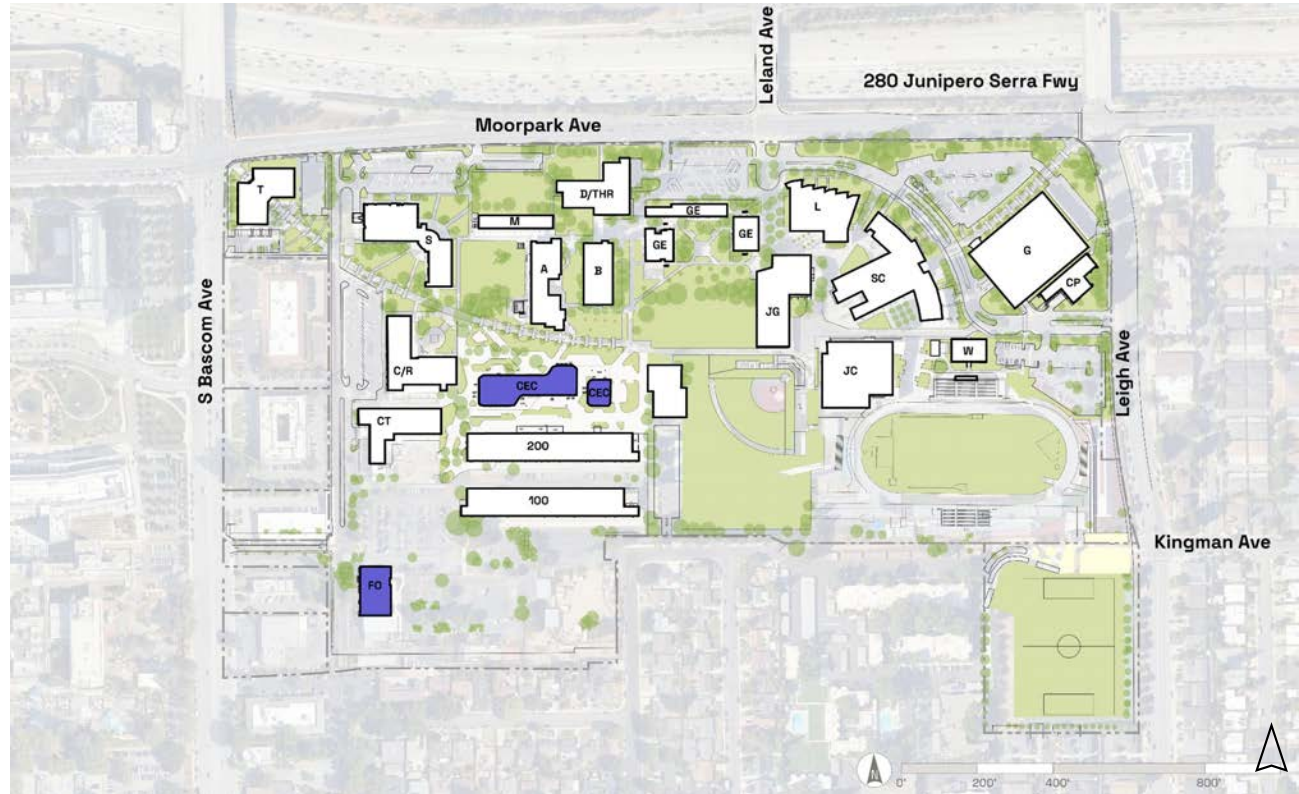 Leland Ave
280 Junipero Serra Fwy
Moorpark Ave
T
D/THR
L
GE
M
S
GE
GE
G
A
B
SC
CP
JG
S Bascom Ave
W
Leigh Ave
C/R
JC
CEC
CEC
CT
200
100
Kingman Ave
FO
N
0'
200'
400'
800'